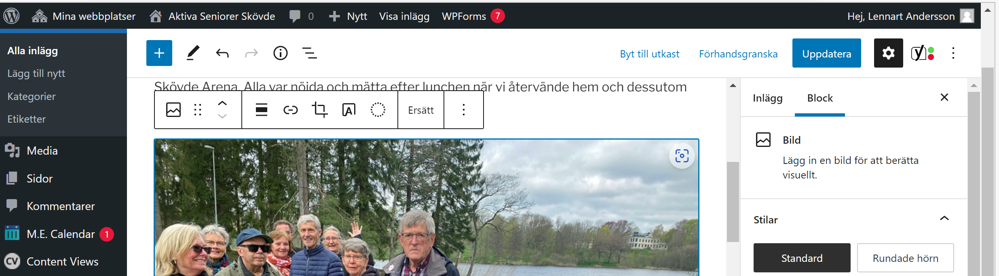 Mina webbplatser Aktiva Seniorer Skövde 0 Nytt Visa inlägg WPForms 7 Hej, Lennart Andersson
Alla inlägg
Lägg till nytt
Kategorier
Etiketter
Media
Sidor
Kommentarer
M.E. Calendar 1
CV Content Views
Byt till utkast Förhandsgranska Uppdatera
Skövde Arena. Alla var nöjda och mätta efter lunchen när vi återvände hem och dessutom
A Ersätt
Inlägg Block
Bild
Lägg in en bild för att berätta
visuellt.
Stilar
Standard Rundade hörn